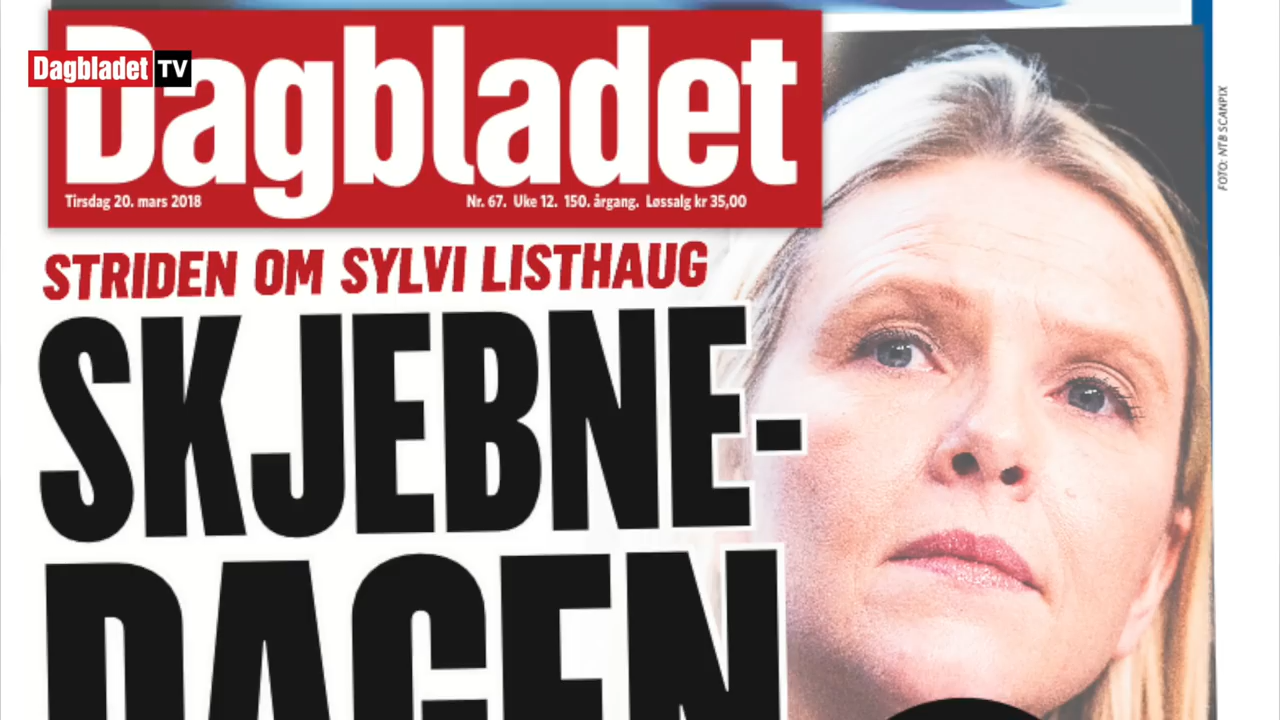 Dagbladet TV
Dagbladet
Tirsdag 20. mars 2018
Nr. 67. Uke 12. 150. årgang. Løssalg kr 35,00
STRIDEN OM SYLVI LISTHAUG
SKJEBNE-
DAGEN
FOTO: NTB SCANPIX